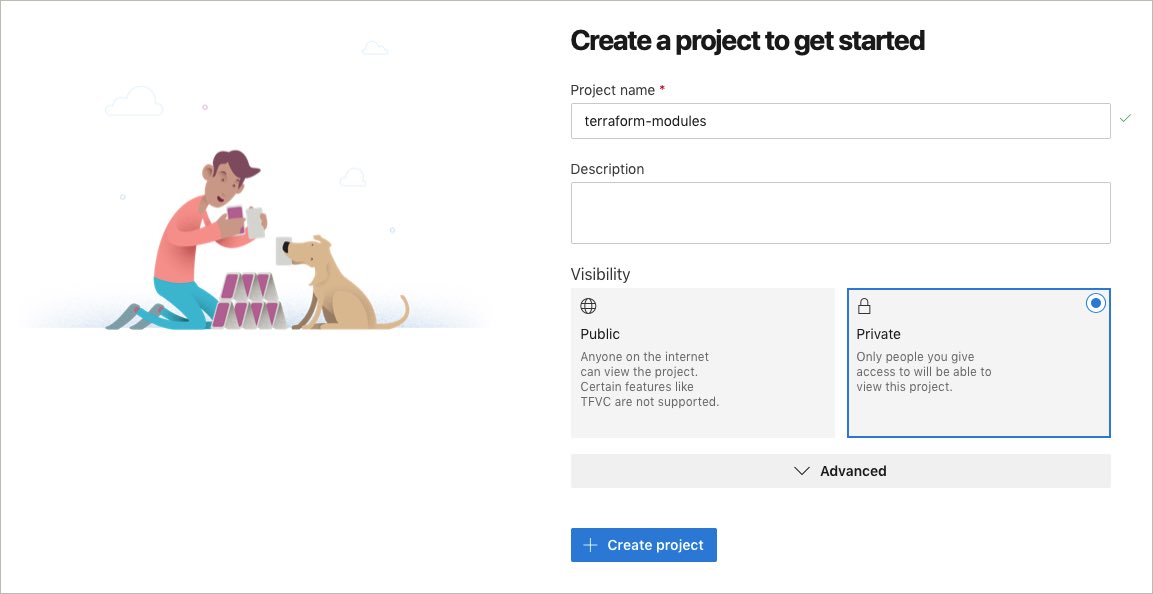 Create a project to get started
Project name *
terraform-modules
Description
Visibility
Public
Anyone on the internet
can view the project.
Certain features like
TFVC are not supported.
Private
Only people you give
access to will be able to
view this project.
Advanced
Create project